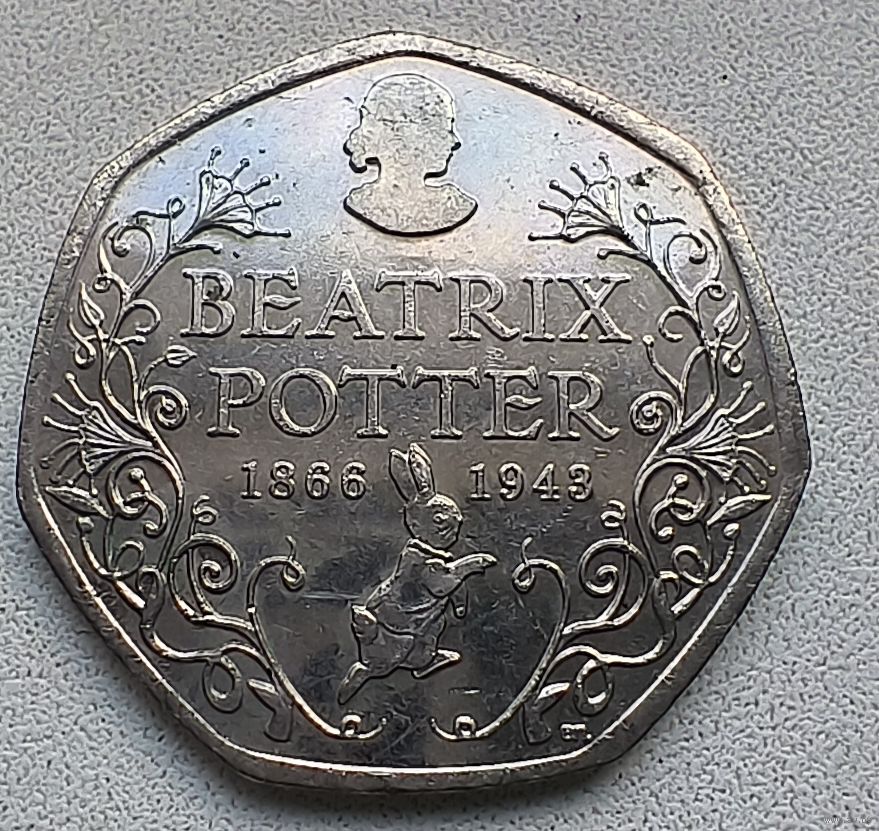 BEATRIX
POTTER
1866 1943